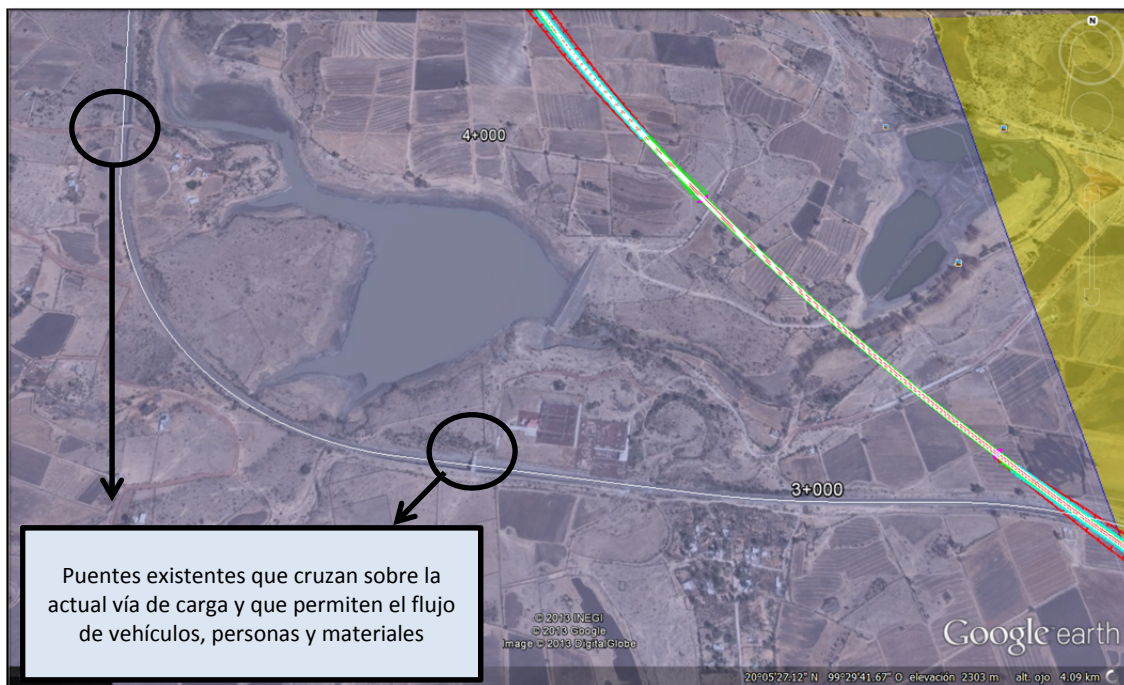 N
4+000
3+000
Puentes existentes que cruzan sobre la
actual vía de carga y que permiten el flujo
de vehículos, personas y materiales
© 2013 INEGI
© 2013 Google
Image © 2013 DigitalGlobe
Google earth
20°05'27.12" N 99°29'41.67" O elevación 2303 m alt. ojo 4.09 km